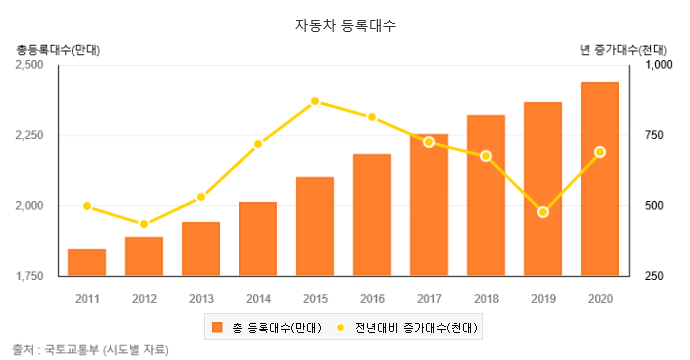 자동차 등록대수
총등록대수(만대) 년 증가대수(천대)
2,500 1,000
2,250 750
2,000 500
1,750 250
2011 2012 2013 2014 2015 2016 2017 2018 2019 2020
총 등록대수(만대) 전년대비 증가대수(천대)
출처 : 국토교통부 (시도별 자료)